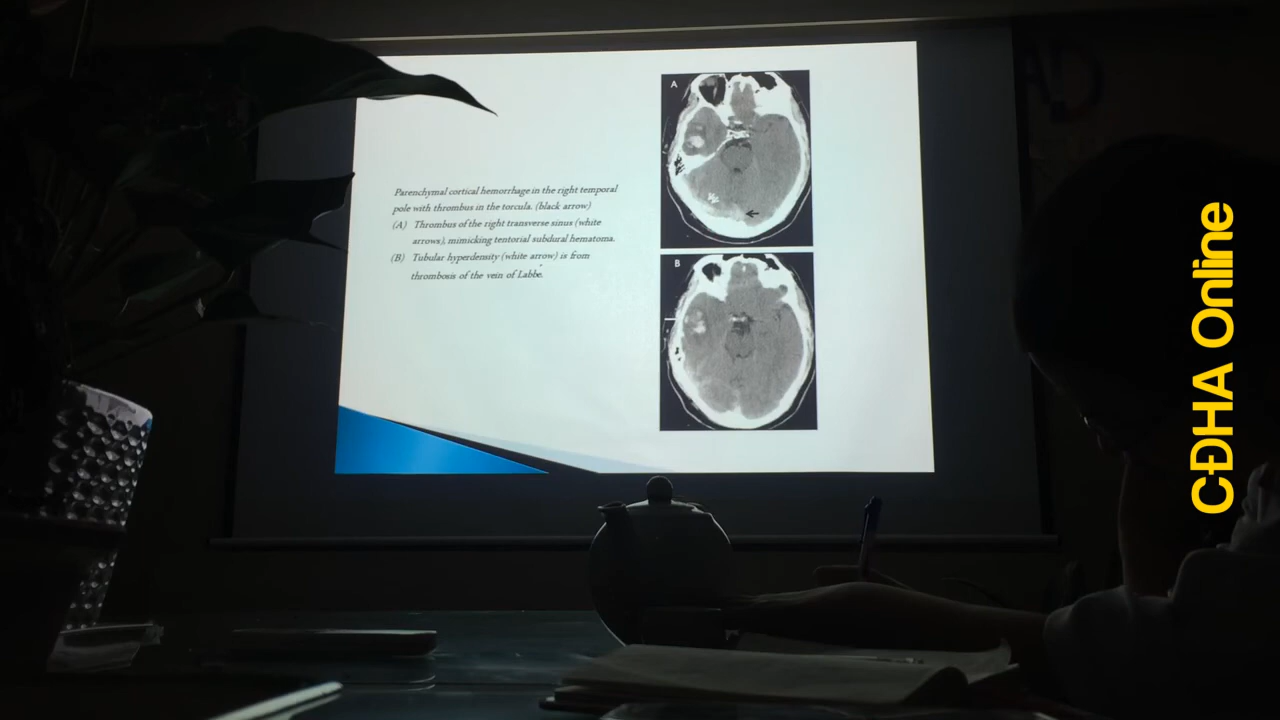 Parenchymal cortical hemorrhage in the right temporal
pole with thrombus in the torcula. (black arrow)
(A) Thrombus of the right transverse sinus (white
arrows), mimicking tentorial subdural hematoma.
(B) Tubular hyperdensity (white arrow) is from
thrombosis of the vein of Labbe.
A
B
CĐHA Online